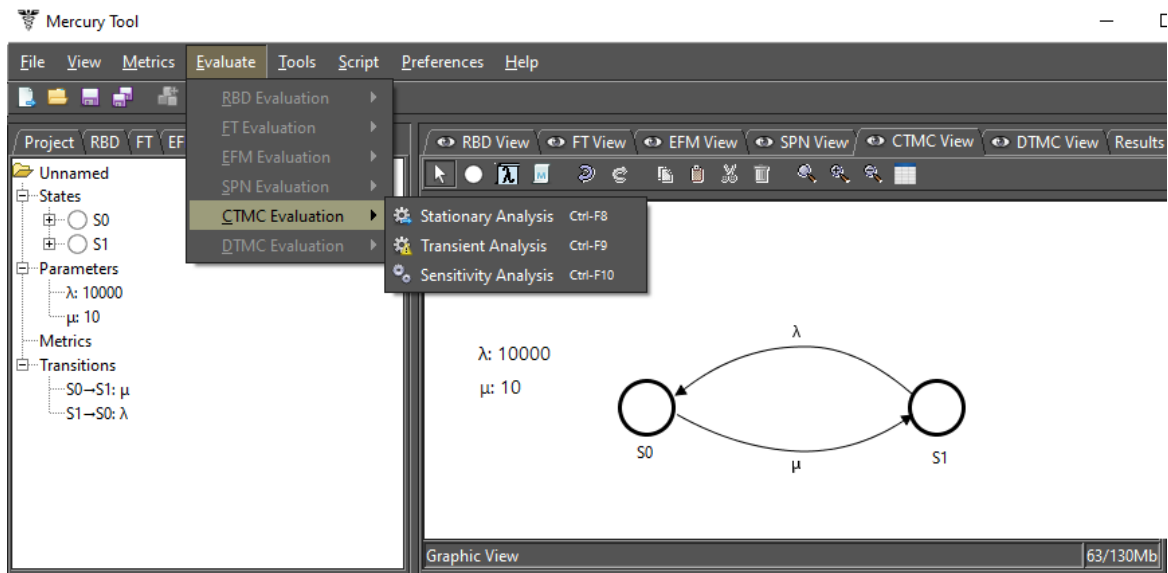 Mercury Tool
File View Metrics Evaluate Tools Script Preferences Help
Project RBD FT EF
RBD View FT View EFM View SPN View CTMC View DTMC View Results
RBD Evaluation
FT Evaluation
EFM Evaluation
SPN Evaluation
CTMC Evaluation
DTMC Evaluation
Stationary Analysis Ctrl-F8
Transient Analysis Ctrl-F9
Sensitivity Analysis Ctrl-F10
Unnamed
States
S0
S1
Parameters
λ: 10000
μ: 10
Metrics
Transitions
S0→S1: μ
S1→S0: λ
λ
M
λ: 10000
μ: 10
λ
S0
μ
S1
Graphic View
63/130Mb